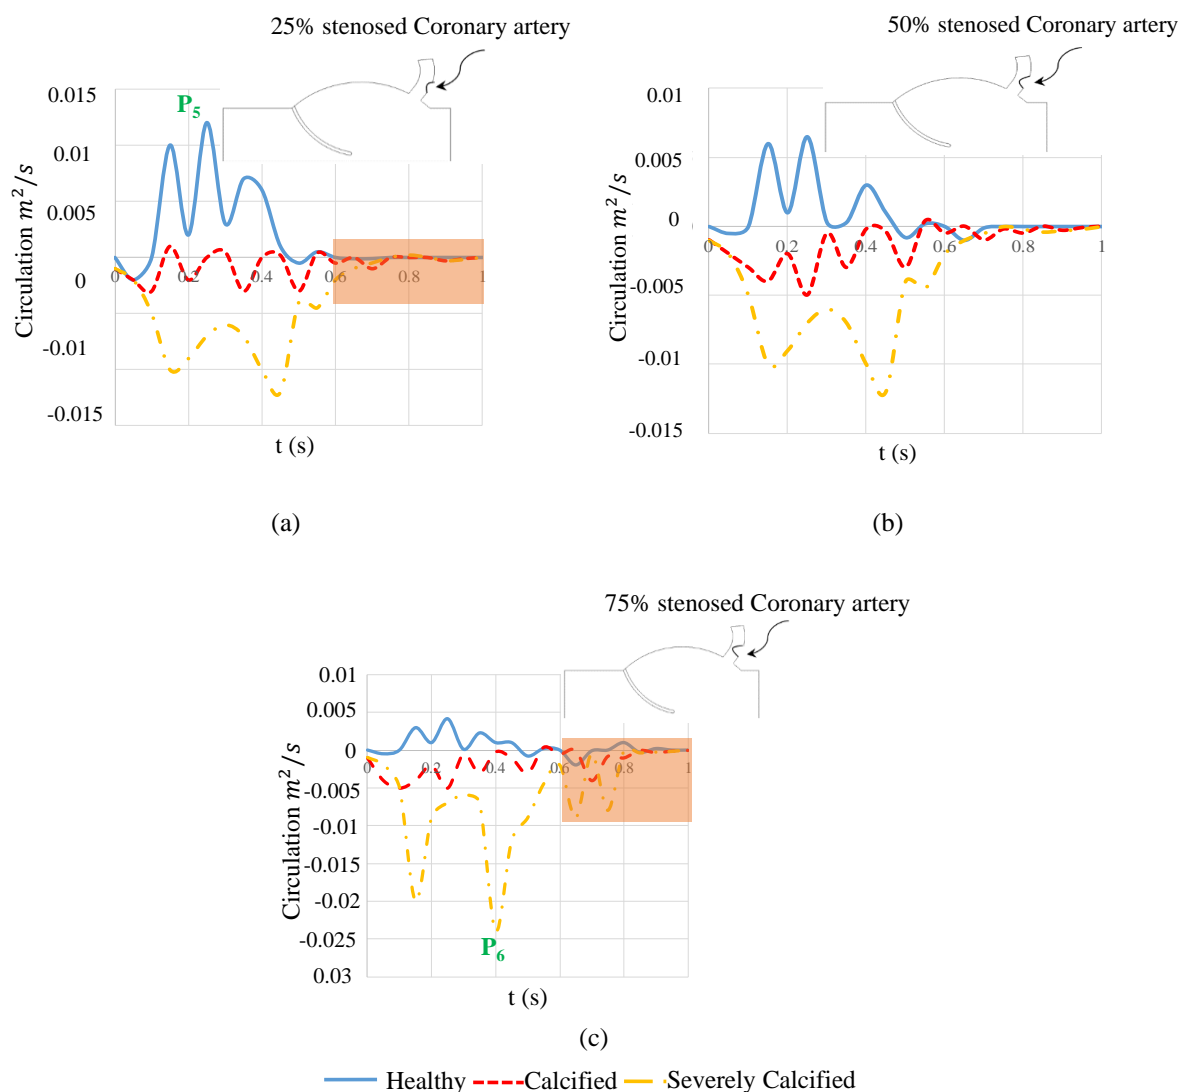 25% stenosed Coronary artery
50% stenosed Coronary artery
0.015
0.01
0.005
0
-0.01
-0.015
Circulation m²/s
P₅
0 0.2 0.4 0.6 0.8 1
t (s)
(a)
0.01
0.005
0
-0.005
-0.01
-0.015
Circulation m²/s
0 0.2 0.4 0.6 0.8 1
t (s)
(b)
75% stenosed Coronary artery
0.01
0.005
0
-0.005
-0.01
-0.015
-0.02
-0.025
0.03
Circulation m²/s
0 0.2 0.4 0.6 0.8 1
P₆
t (s)
(c)
Healthy Calcified Severely Calcified